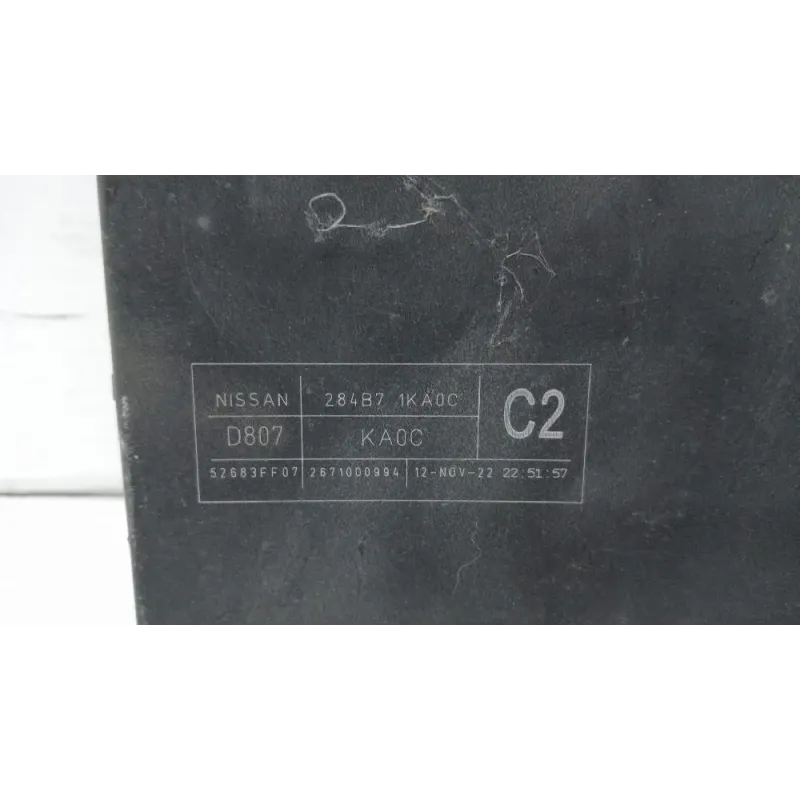 NISSAN 284B7 1KA0C C2
D807 KA0C
52683FF07 2671000994 12-NOV-22 22:51:57